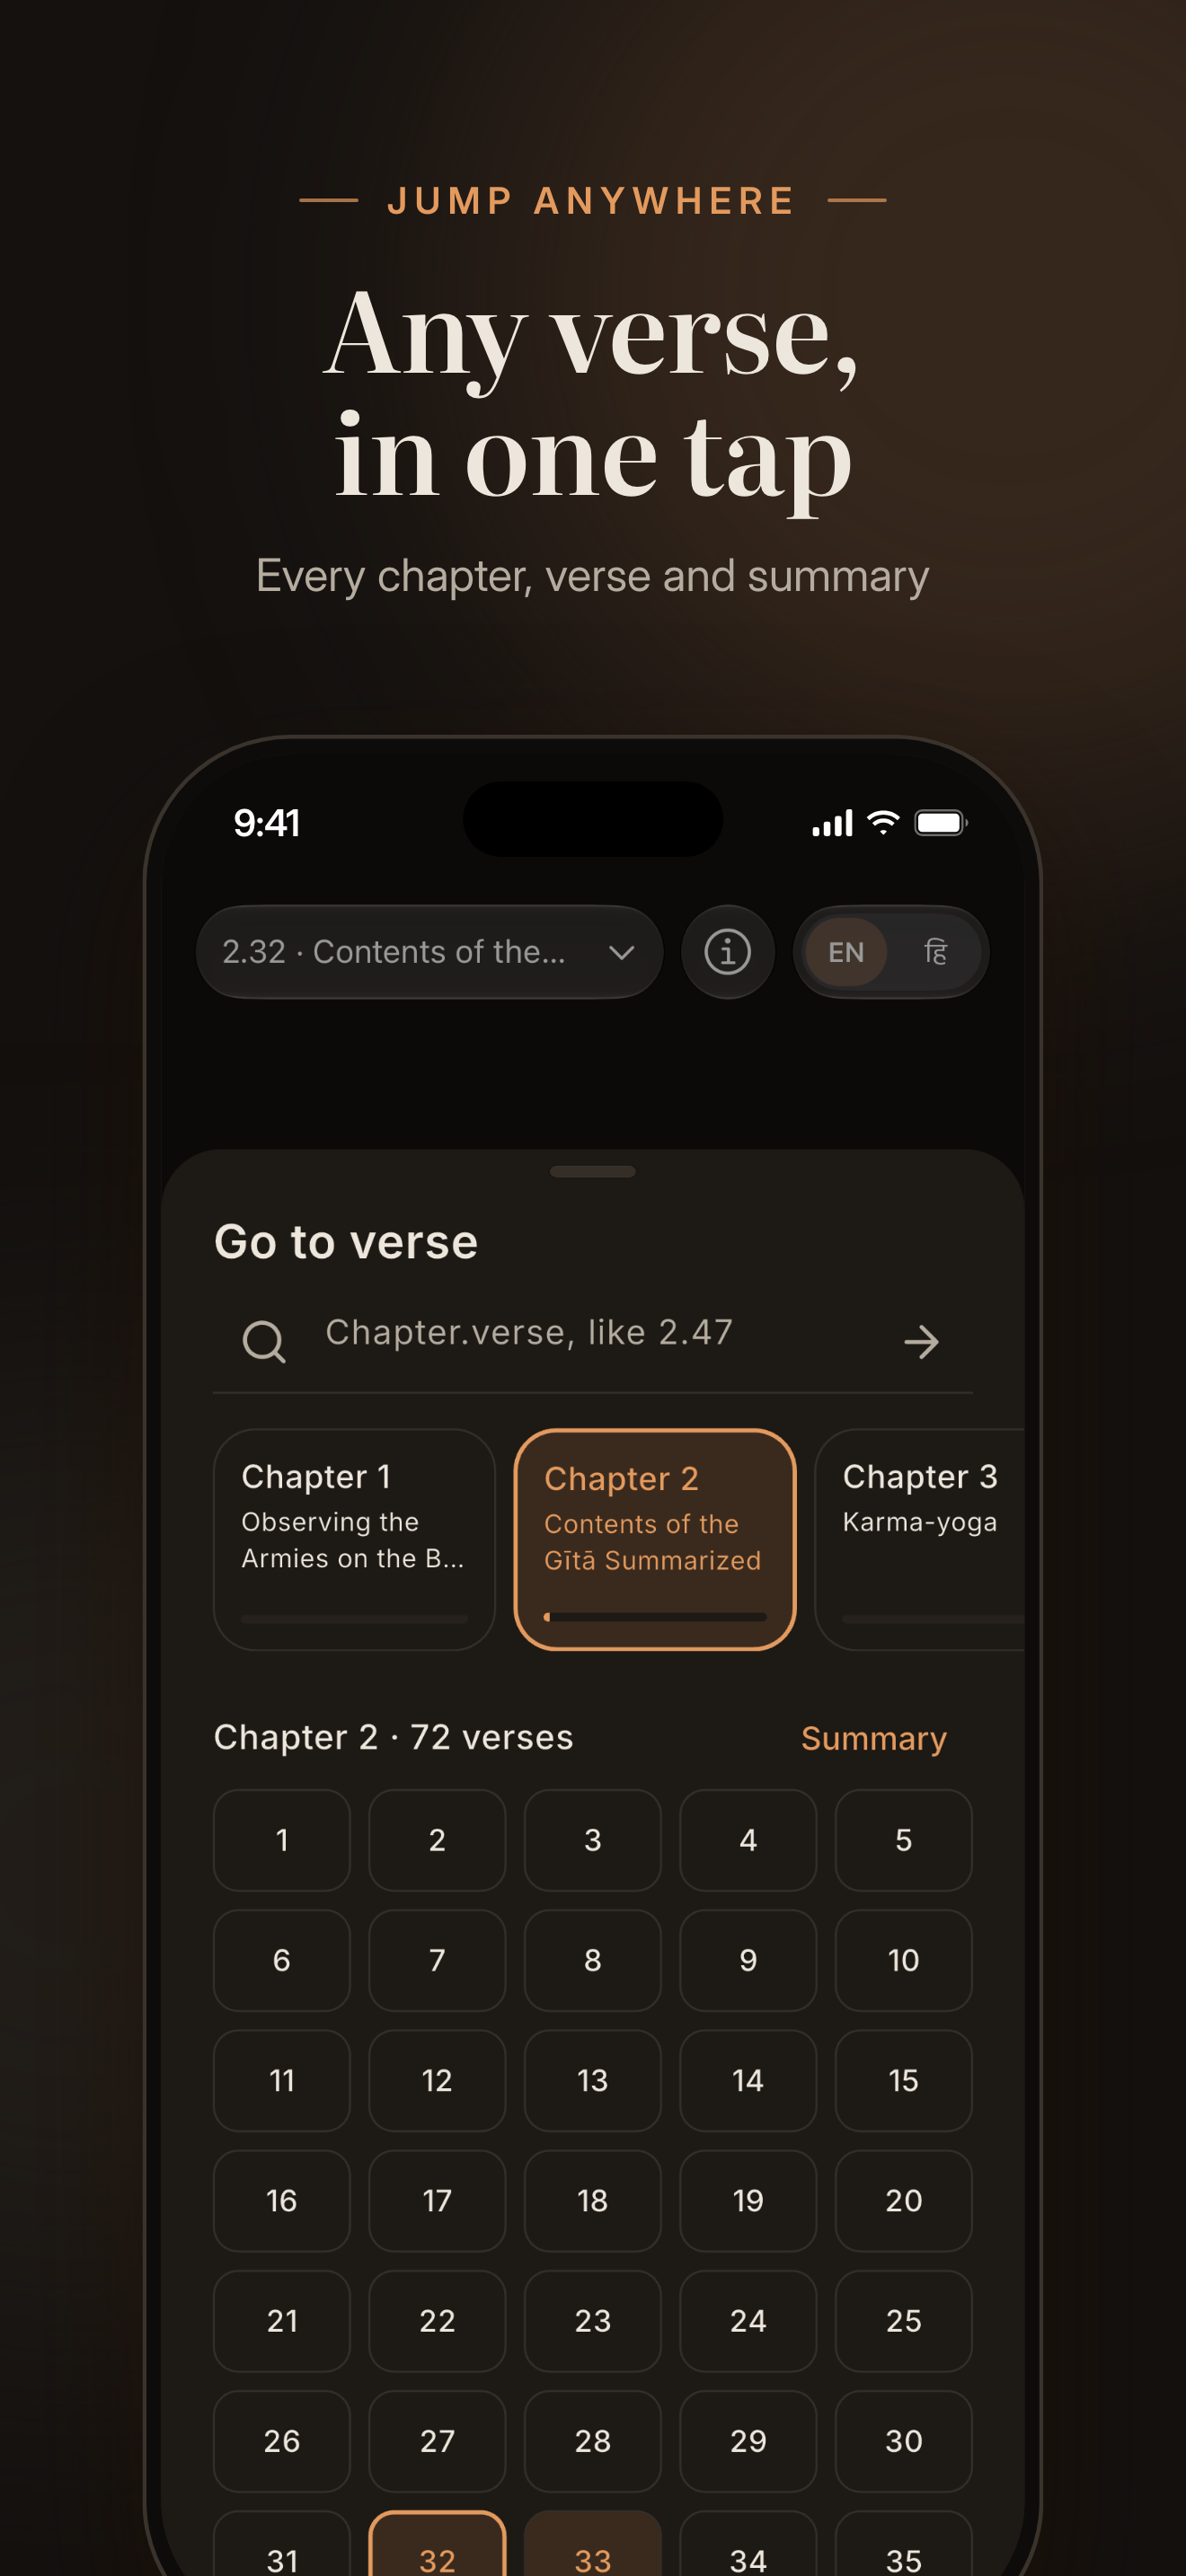 JUMP ANYWHERE
Any verse,
in one tap
Every chapter, verse and summary
9:41
2.32 · Contents of the...
EN
हि
Go to verse
Chapter.verse, like 2.47
Chapter 1
Observing the
Armies on the B...
Chapter 2
Contents of the
Gītā Summarized
Chapter 3
Karma-yoga
Chapter 2 · 72 verses
Summary
1 2 3 4 5
6 7 8 9 10
11 12 13 14 15
16 17 18 19 20
21 22 23 24 25
26 27 28 29 30
31 32 33 34 35